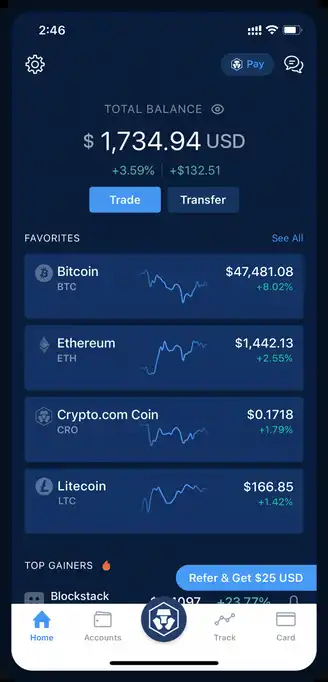 2:46
Pay
TOTAL BALANCE
$ 1,734.94 USD
+3.59% +$132.51
Trade Transfer
FAVORITES See All
Bitcoin $47,481.08
BTC +8.02%
Ethereum $1,442.13
ETH +2.55%
Crypto.com Coin $0.1718
CRO +1.79%
Litecoin $166.85
LTC +1.42%
TOP GAINERS
Refer & Get $25 USD
Blockstack +23.77%
Home Accounts Track Card